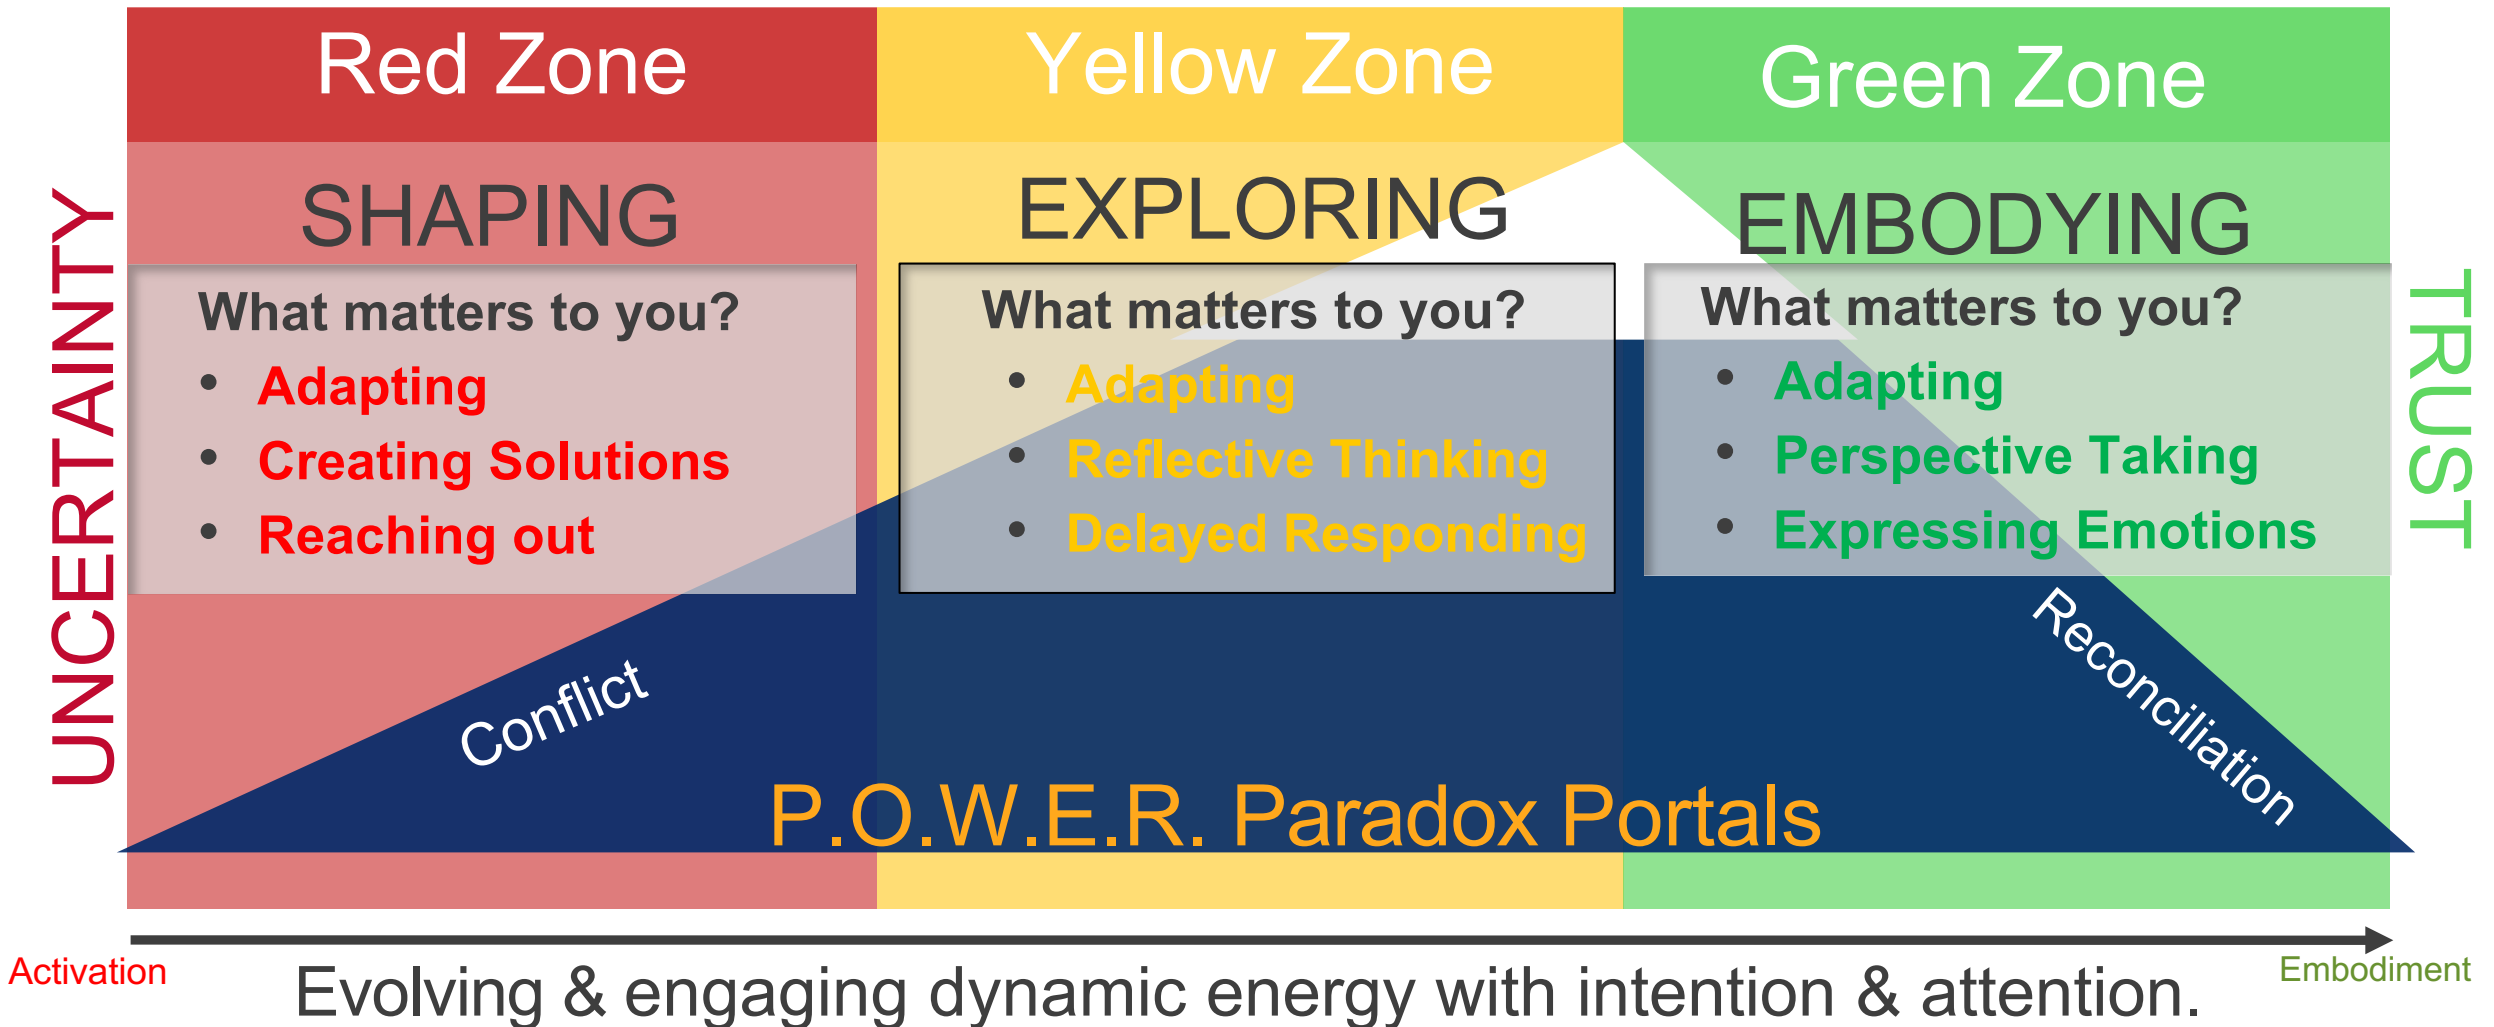 Red Zone
Yellow Zone
Green Zone
UNCERTAINTY
SHAPING
What matters to you?
• Adapting
• Creating Solutions
• Reaching out
EXPLORING
What matters to you?
• Adapting
• Reflective Thinking
• Delayed Responding
EMBODYING
What matters to you?
• Adapting
• Perspective Taking
• Expressing Emotions
TRUST
Conflict
Reconciliation
P.O.W.E.R. Paradox Portals
Activation
Evolving & engaging dynamic energy with intention & attention.
Embodiment